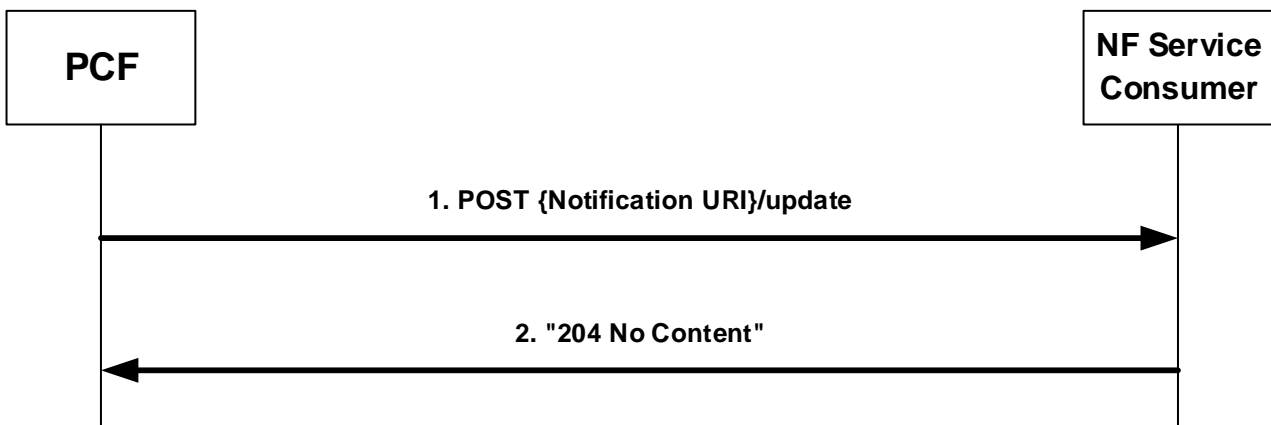 PCF
NF Service
Consumer
1. POST {Notification URI}/update
2. "204 No Content"